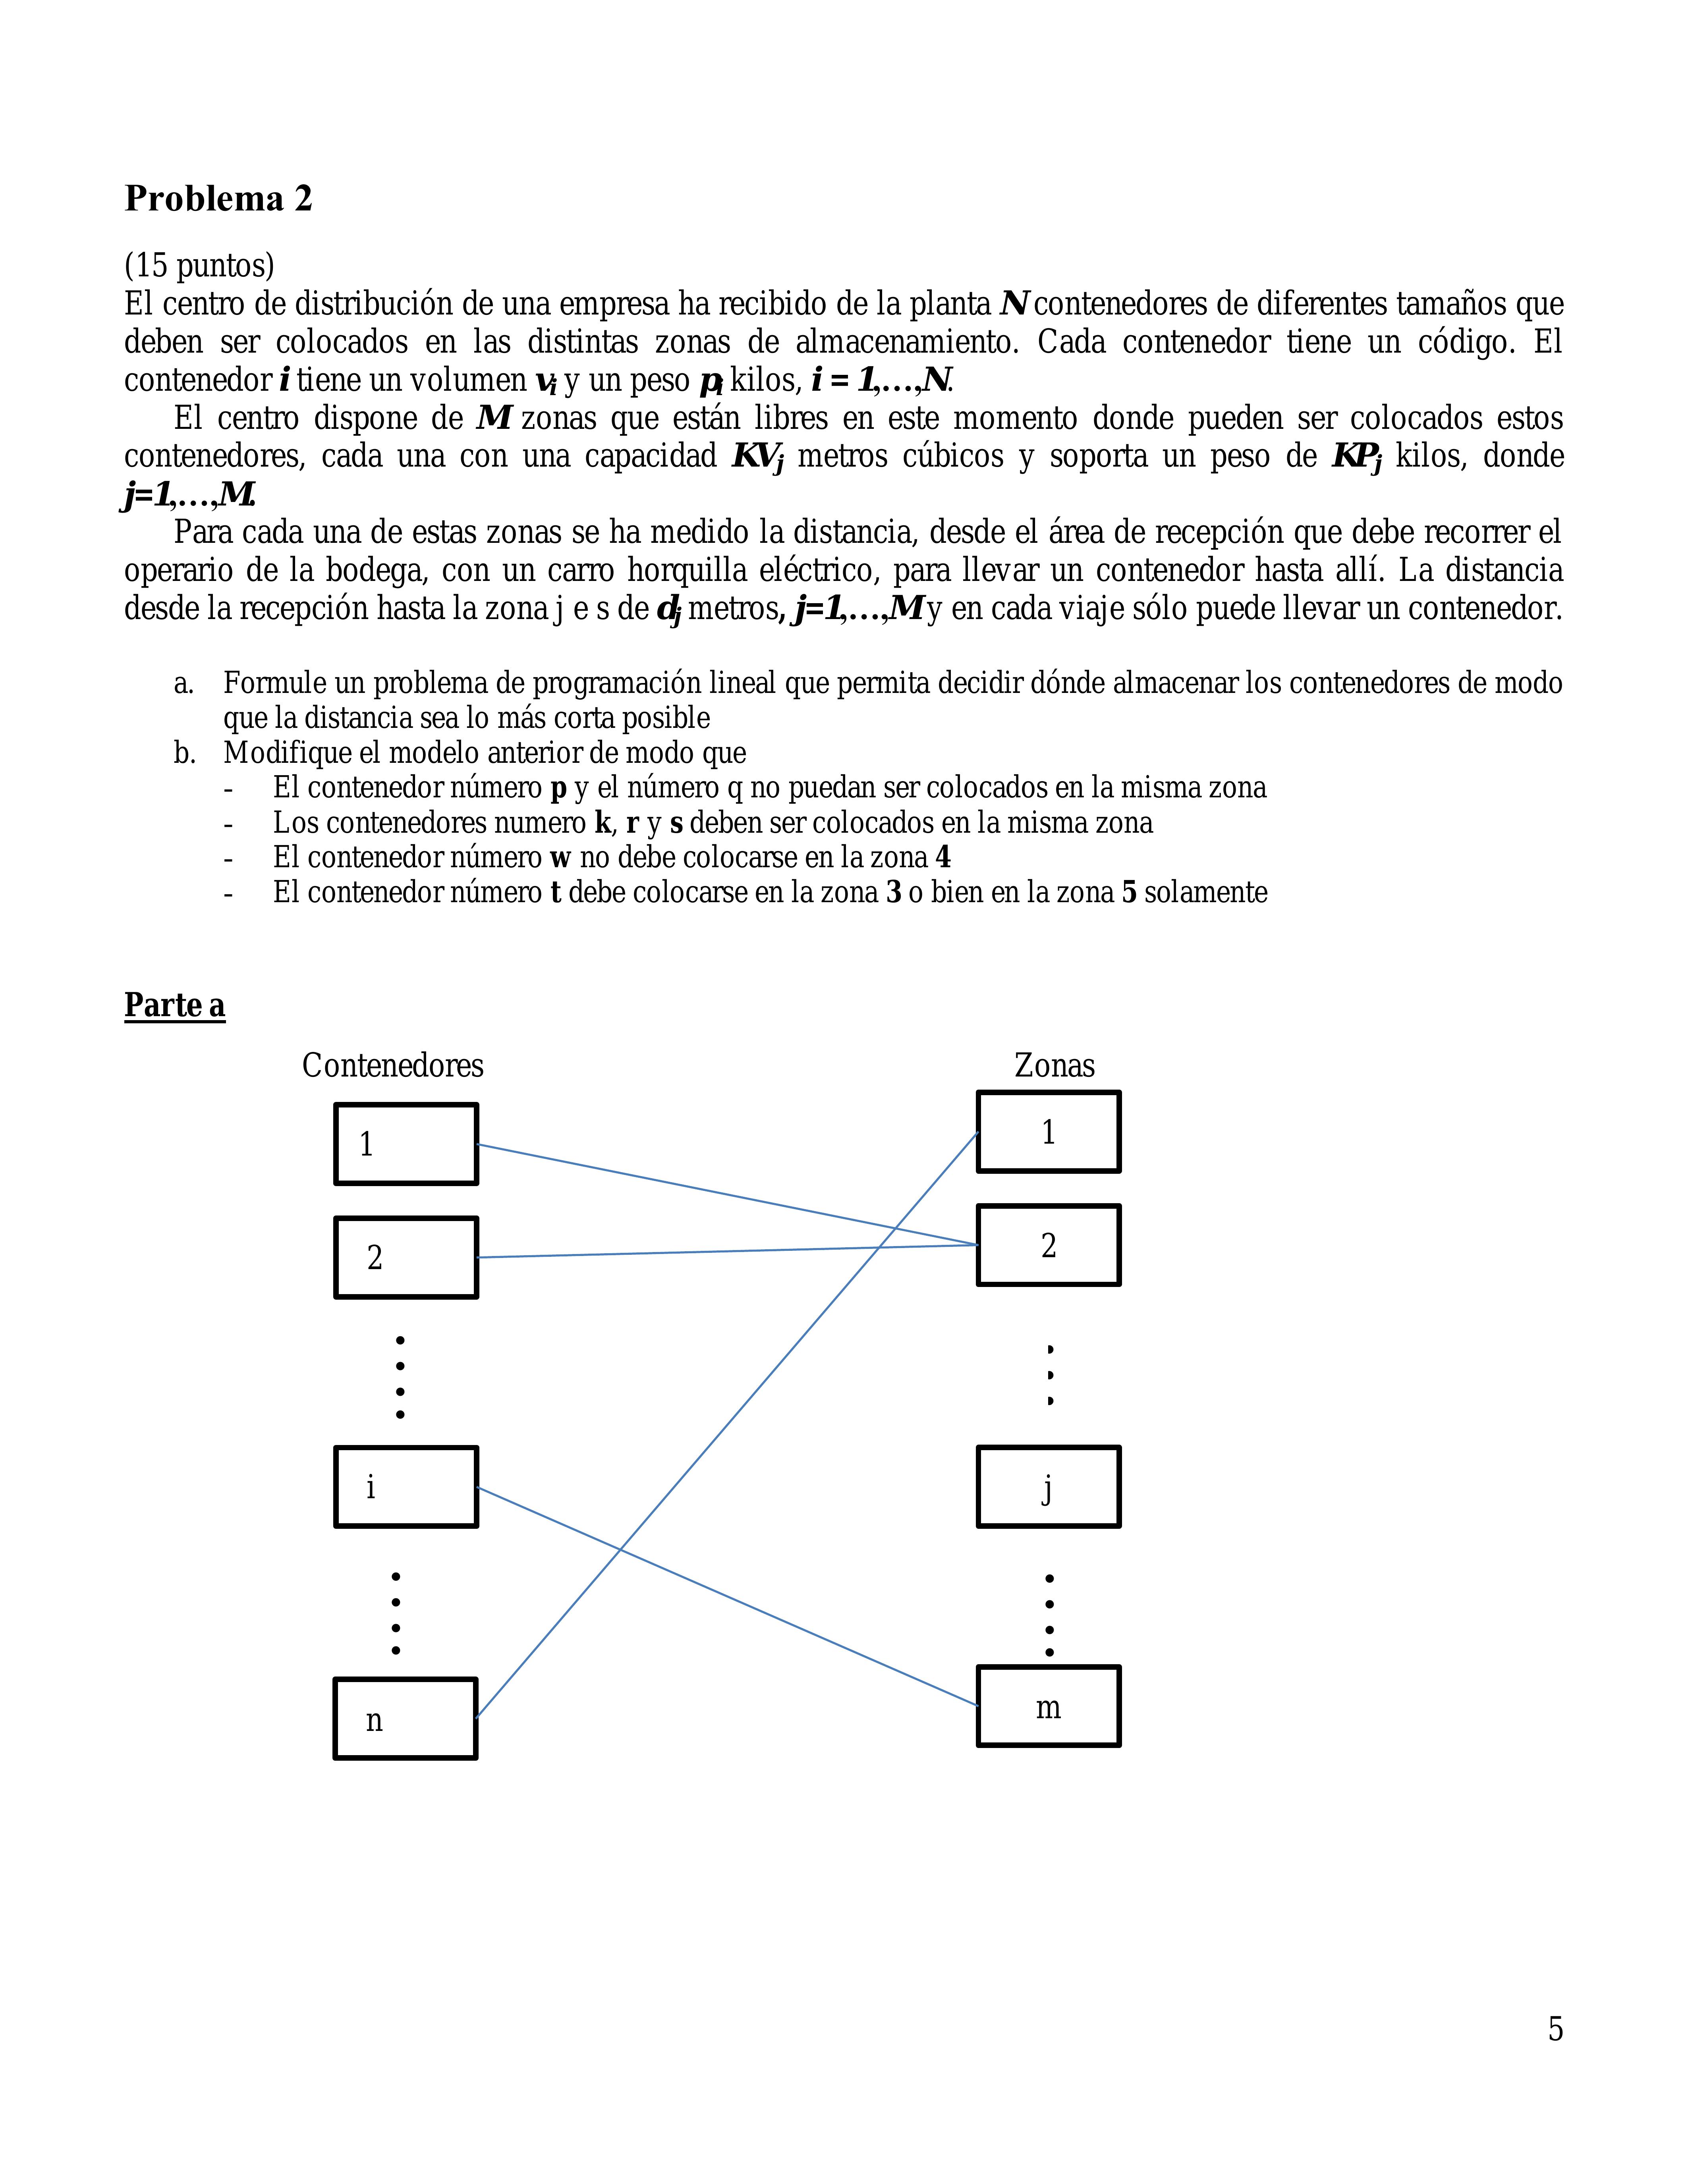 Problema 2
(15 puntos)
El centro de distribución de una empresa ha recibido de la planta N contenedores de diferentes tamaños que
deben ser colocados en las distintas zonas de almacenamiento. Cada contenedor tiene un código. El
contenedor i tiene un volumen vi y un peso pi kilos, i = 1,...,N.
El centro dispone de M zonas que están libres en este momento donde pueden ser colocados estos
contenedores, cada una con una capacidad KVj metros cúbicos y soporta un peso de KPj kilos, donde
j=1,...,M.
Para cada una de estas zonas se ha medido la distancia, desde el área de recepción que debe recorrer el
operario de la bodega, con un carro horquilla eléctrico, para llevar un contenedor hasta allí. La distancia
desde la recepción hasta la zona j e s de dj metros, j=1,...,M y en cada viaje sólo puede llevar un contenedor.
a. Formule un problema de programación lineal que permita decidir dónde almacenar los contenedores de modo
que la distancia sea lo más corta posible
b. Modifique el modelo anterior de modo que
- El contenedor número p y el número q no puedan ser colocados en la misma zona
- Los contenedores numero k, r y s deben ser colocados en la misma zona
- El contenedor número w no debe colocarse en la zona 4
- El contenedor número t debe colocarse en la zona 3 o bien en la zona 5 solamente
Parte a
Contenedores Zonas
1 1
2 2
i j
n m
5